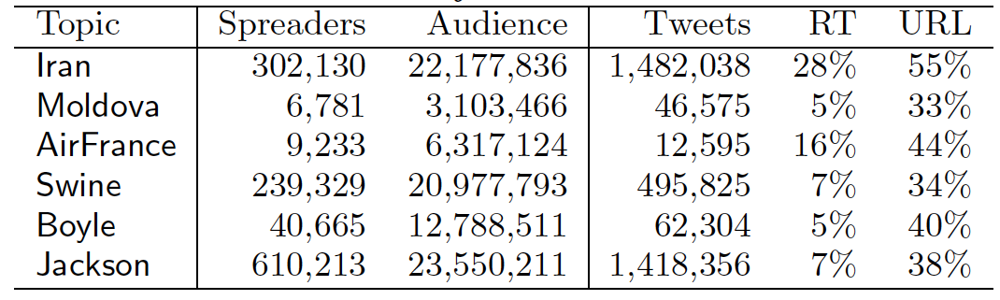 Topic Spreaders Audience Tweets RT URL
Iran 302,130 22,177,836 1,482,038 28% 55%
Moldova 6,781 3,103,466 46,575 5% 33%
AirFrance 9,233 6,317,124 12,595 16% 44%
Swine 239,329 20,977,793 495,825 7% 34%
Boyle 40,665 12,788,511 62,304 5% 40%
Jackson 610,213 23,550,211 1,418,356 7% 38%